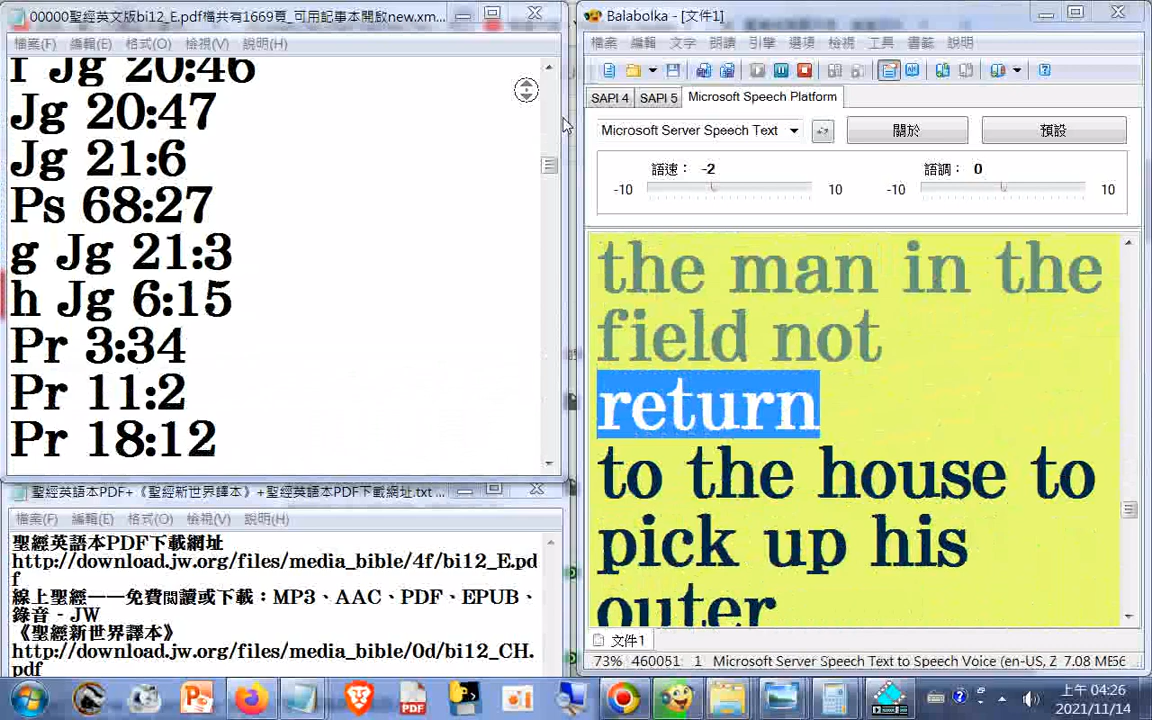 00000聖經英文版bi12_E.pdf檔共有1669頁_可用記事本開啟new.xm...
檔案(F) 編輯(E) 格式(O) 檢視(V) 說明(H)
f Jg 20:46
Jg 20:47
Jg 21:6
Ps 68:27
g Jg 21:3
h Jg 6:15
Pr 3:34
Pr 11:2
Pr 18:12
聖經英語本PDF+《聖經新世界譯本》+聖經英語本PDF下載網址.txt ...
檔案(F) 編輯(E) 格式(O) 檢視(V) 說明(H)
聖經英語本PDF下載網址
http://download.jw.org/files/media_bible/4f/bi12_E.pd
f
線上聖經——免費閱讀或下載：MP3、AAC、PDF、EPUB、
錄音 - JW
《聖經新世界譯本》
http://download.jw.org/files/media_bible/0d/bi12_CH.
pdf
Balabolka - [文件1]
檔案 編輯 文字 朗讀 引擎 選項 檢視 工具 書籤 說明
SAPI 4 SAPI 5 Microsoft Speech Platform
Microsoft Server Speech Text 關於 預設
語速： -2 語調： 0
-10 10 -10 10
the man in the
field not
return
to the house to
pick up his
outer
文件1
73% 460051: 1 Microsoft Server Speech Text to Speech Voice (en-US, Z 7.08 ME56
PDF
上午 04:26
2021/11/14